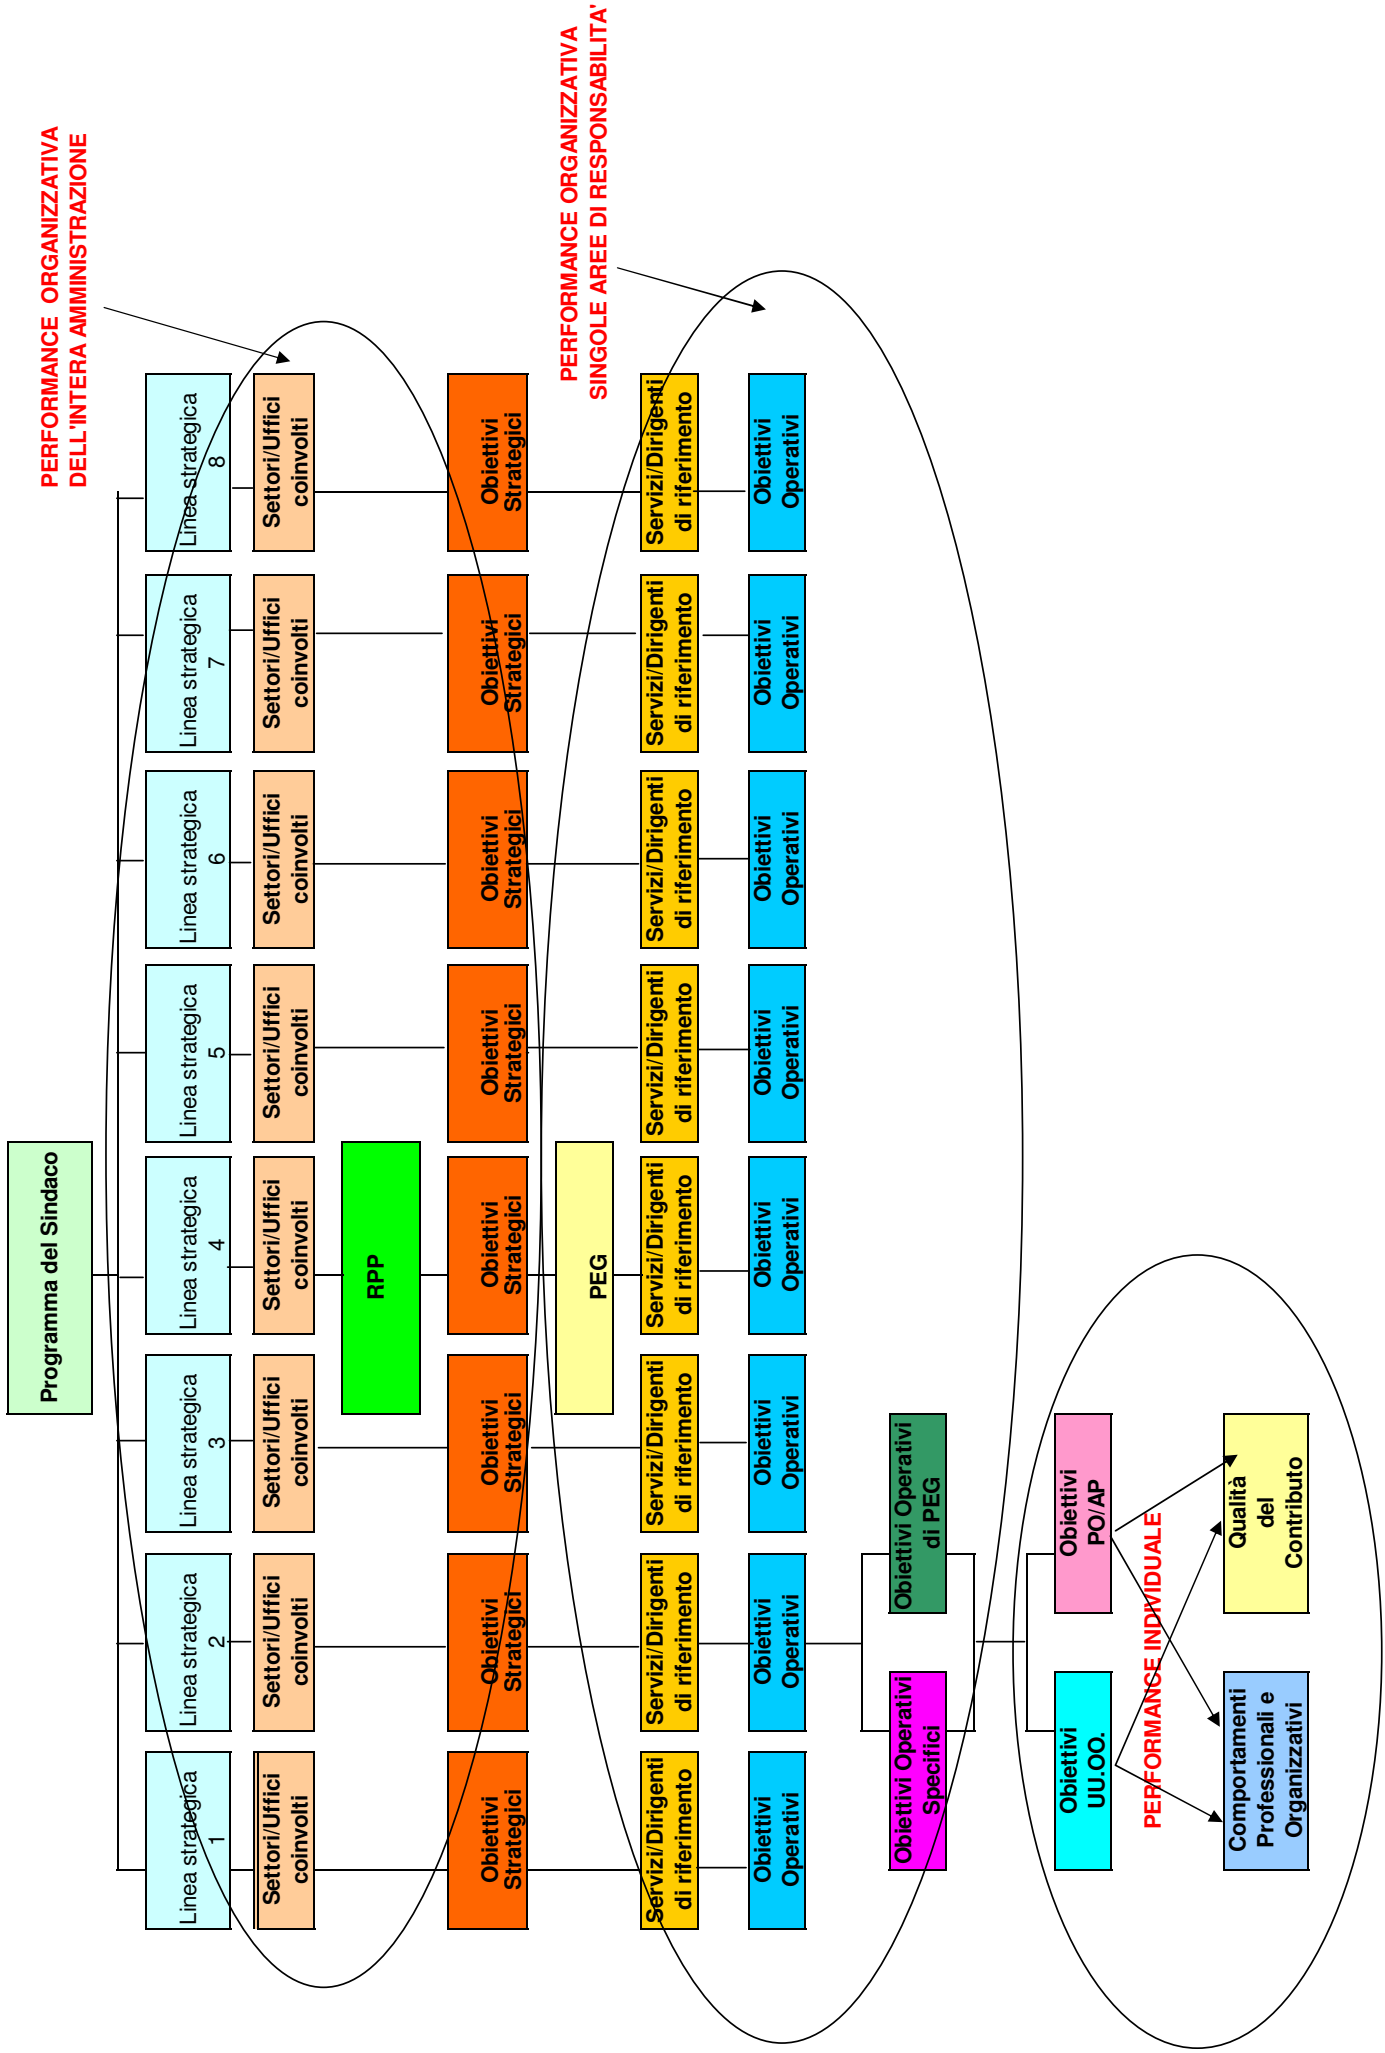 PERFORMANCE ORGANIZZATIVA
DELL'INTERA AMMINISTRAZIONE
Programma del Sindaco
Linea strategica
1
Linea strategica
2
Linea strategica
3
Linea strategica
4
Linea strategica
5
Linea strategica
6
Linea strategica
7
Linea strategica
8
Settori/Uffici
coinvolti
Settori/Uffici
coinvolti
Settori/Uffici
coinvolti
Settori/Uffici
coinvolti
Settori/Uffici
coinvolti
Settori/Uffici
coinvolti
Settori/Uffici
coinvolti
Settori/Uffici
coinvolti
RPP
Obiettivi
Strategici
Obiettivi
Strategici
Obiettivi
Strategici
Obiettivi
Strategici
Obiettivi
Strategici
Obiettivi
Strategici
Obiettivi
Strategici
Obiettivi
Strategici
PERFORMANCE ORGANIZZATIVA
SINGOLE AREE DI RESPONSABILITA'
PEG
Servizi/Dirigenti
di riferimento
Servizi/Dirigenti
di riferimento
Servizi/Dirigenti
di riferimento
Servizi/Dirigenti
di riferimento
Servizi/Dirigenti
di riferimento
Servizi/Dirigenti
di riferimento
Servizi/Dirigenti
di riferimento
Servizi/Dirigenti
di riferimento
Obiettivi
Operativi
Obiettivi
Operativi
Obiettivi
Operativi
Obiettivi
Operativi
Obiettivi
Operativi
Obiettivi
Operativi
Obiettivi
Operativi
Obiettivi
Operativi
Obiettivi Operativi
Specifici
Obiettivi Operativi
di PEG
Obiettivi
UU.OO.
Obiettivi
PO/AP
PERFORMANCE INDIVIDUALE
Comportamenti
Professionali e
Organizzativi
Qualità
del
Contributo